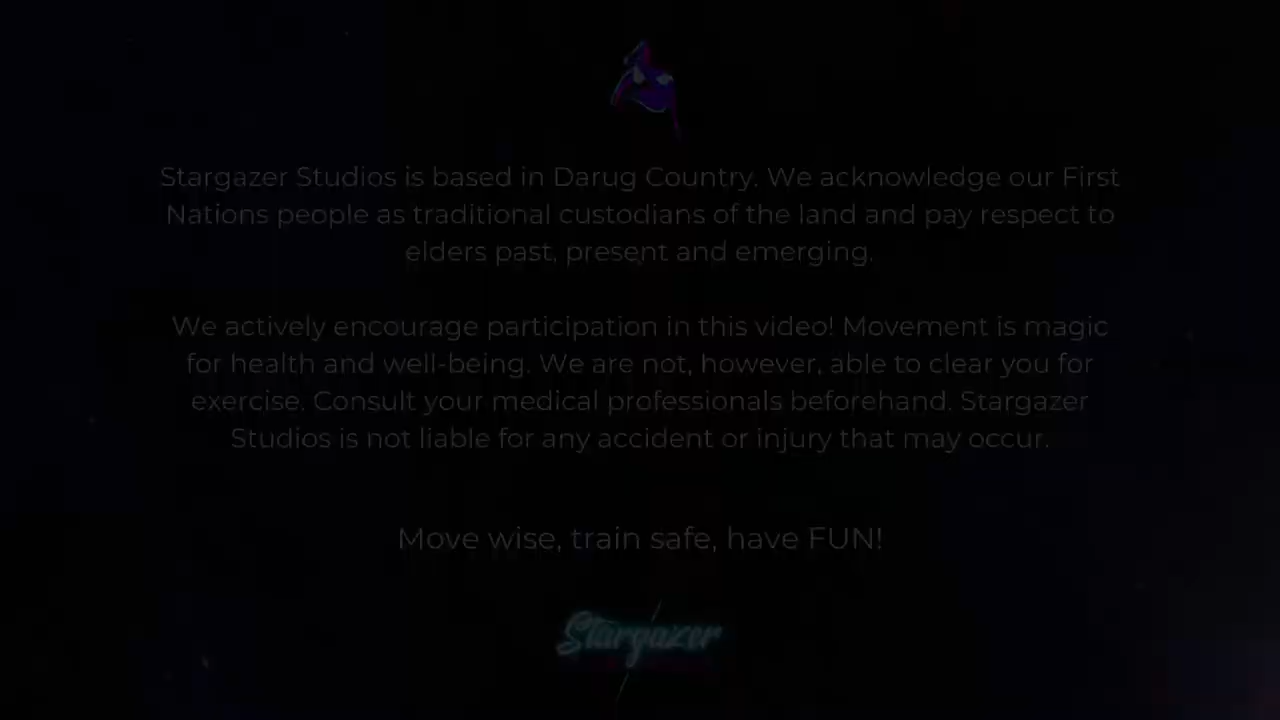 Stargazer Studios is based in Darug Country. We acknowledge our First
Nations people as traditional custodians of the land and pay respect to
elders past, present and emerging.
We actively encourage participation in this video! Movement is magic
for health and well-being. We are not, however, able to clear you for
exercise. Consult your medical professionals beforehand. Stargazer
Studios is not liable for any accident or injury that may occur.
Move wise, train safe, have FUN!
Stargazer